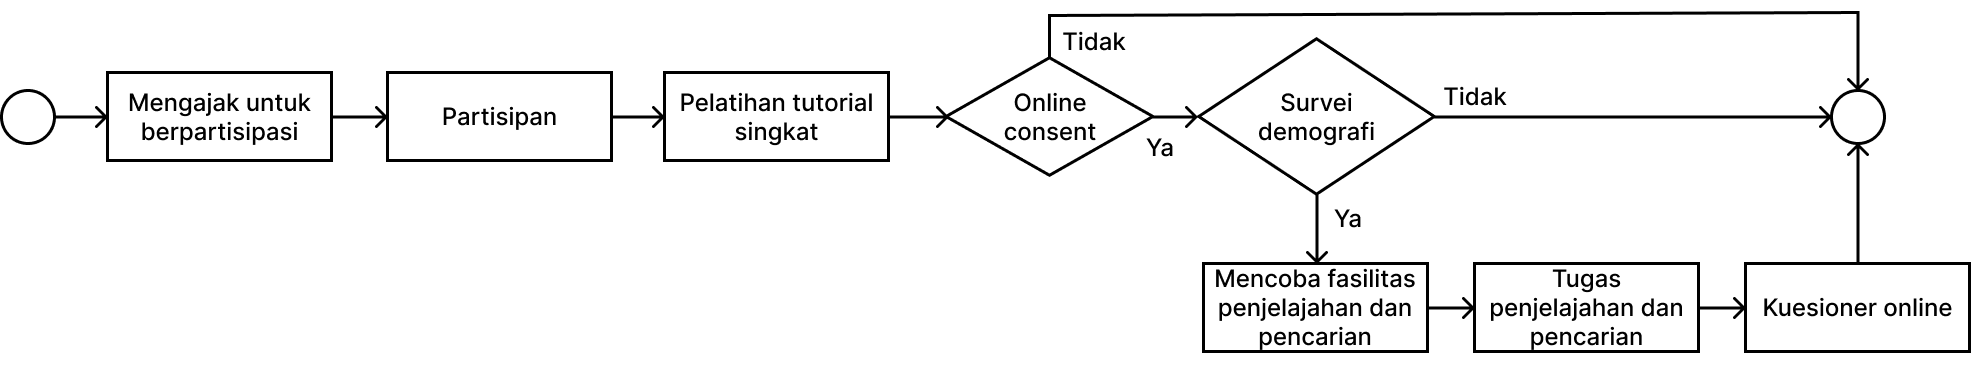 Mengajak untuk
berpartisipasi
Partisipan
Pelatihan tutorial
singkat
Online
consent
Tidak
Ya
Survei
demografi
Tidak
Ya
Mencoba fasilitas
penjelajahan dan
pencarian
Tugas
penjelajahan dan
pencarian
Kuesioner online